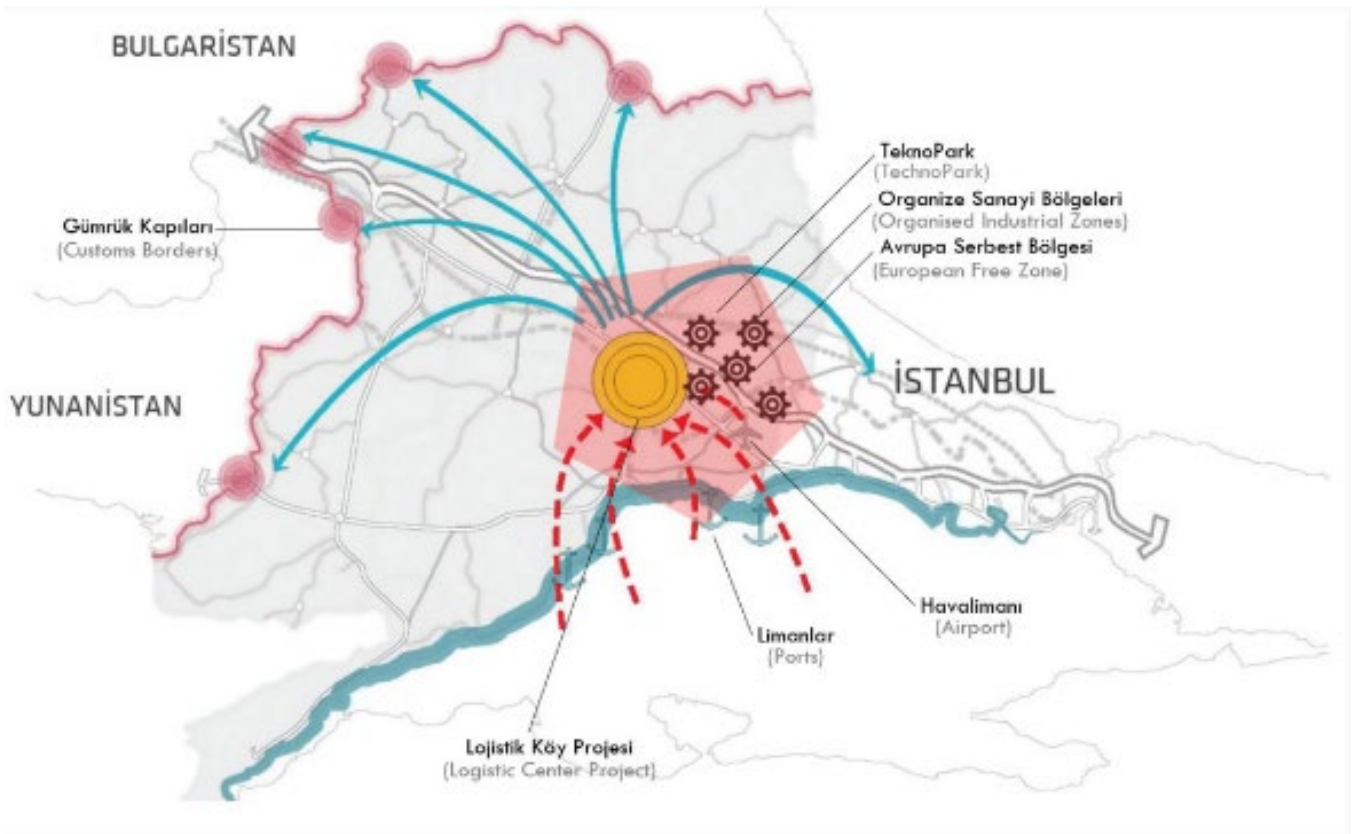 BULGARİSTAN
TeknoPark
(TechnoPark)
Organize Sanayi Bölgeleri
(Organised Industrial Zones)
Avrupa Serbest Bölgesi
(European Free Zone)
Gümrük Kapıları
(Customs Borders)
İSTANBUL
YUNANİSTAN
Havalimanı
(Airport)
Limanlar
(Ports)
Lojistik Köy Projesi
(Logistic Center Project)